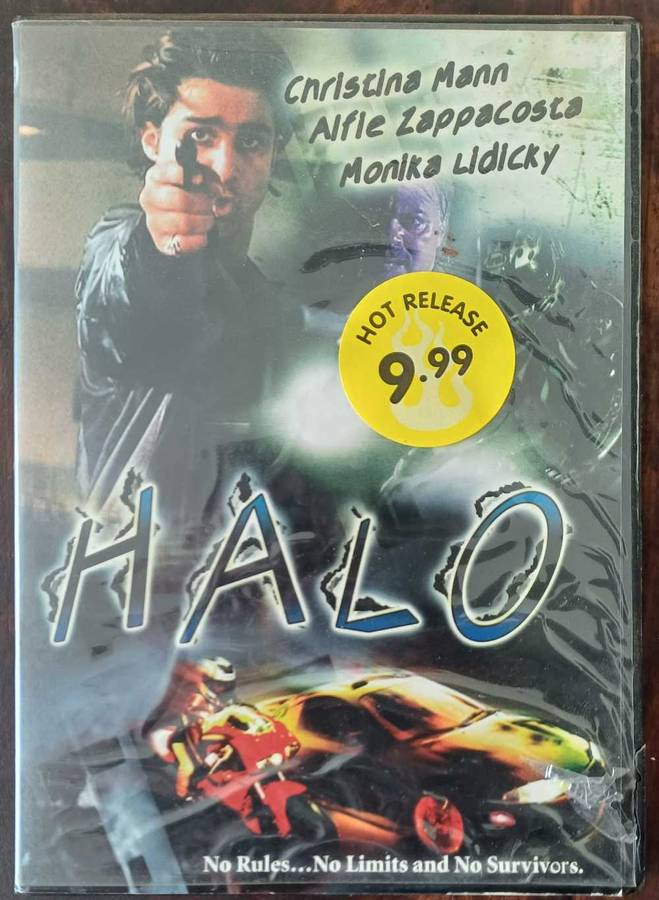 Christina Mann
Alfie Zappacosta
Monika Lidicky
HOT RELEASE
9.99
HALO
No Rules...No Limits and No Survivors.